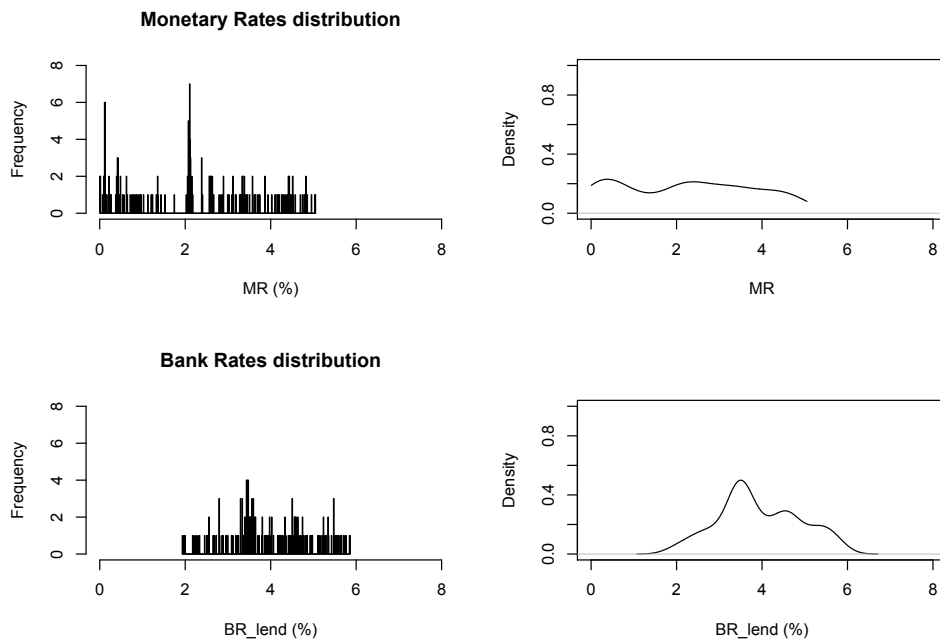 Monetary Rates distribution
Frequency
0 2 4 6 8
0 2 4 6 8
MR (%)
Density
0.0 0.4 0.8
0 2 4 6 8
MR
Bank Rates distribution
Frequency
0 2 4 6 8
0 2 4 6 8
BR_lend (%)
Density
0.0 0.4 0.8
0 2 4 6 8
BR_lend (%)